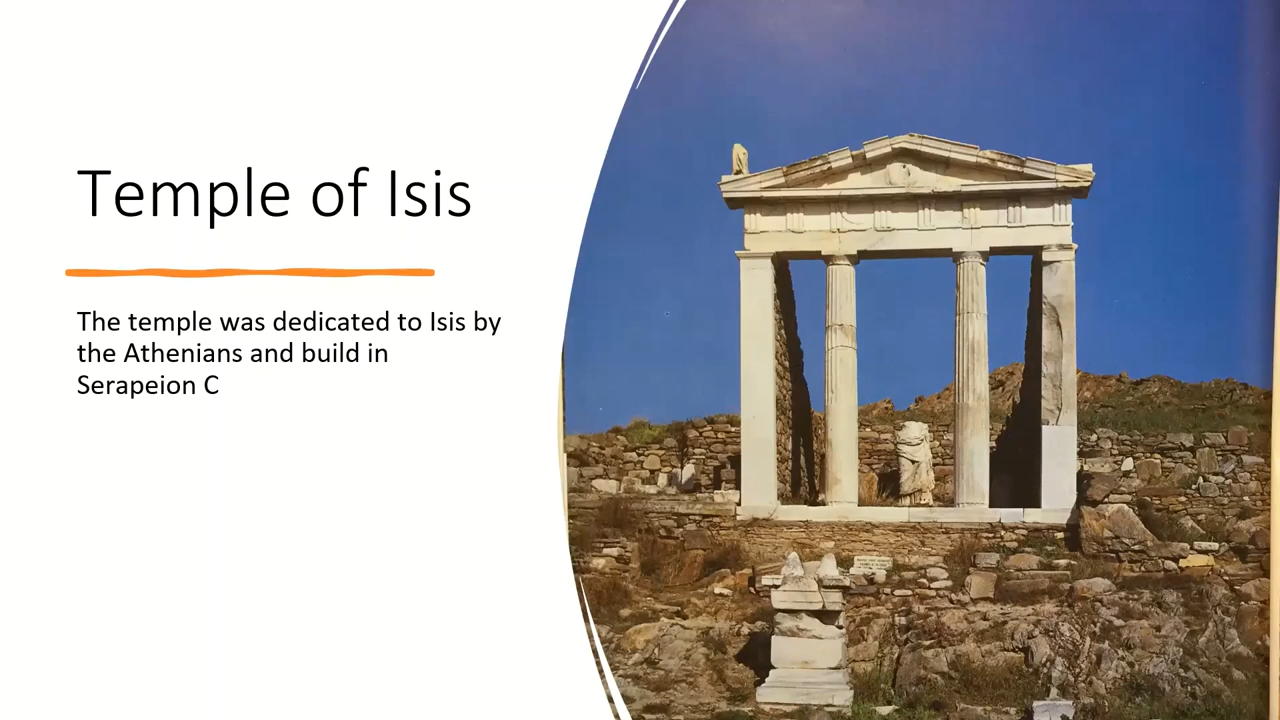 Temple of Isis
The temple was dedicated to Isis by
the Athenians and build in
Serapeion C